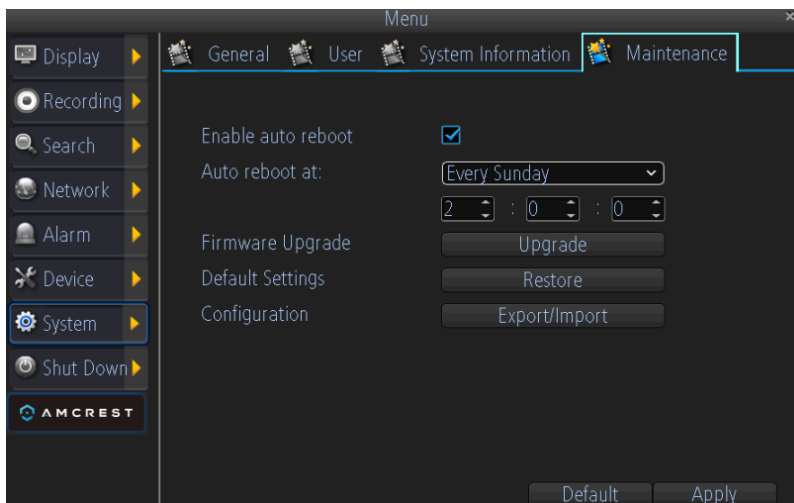 Menu
×
Display
Recording
Search
Network
Alarm
Device
System
Shut Down
AMCREST
General User System Information Maintenance
Enable auto reboot
Auto reboot at: Every Sunday
2 : 0 : 0
Firmware Upgrade Upgrade
Default Settings Restore
Configuration Export/Import
Default Apply